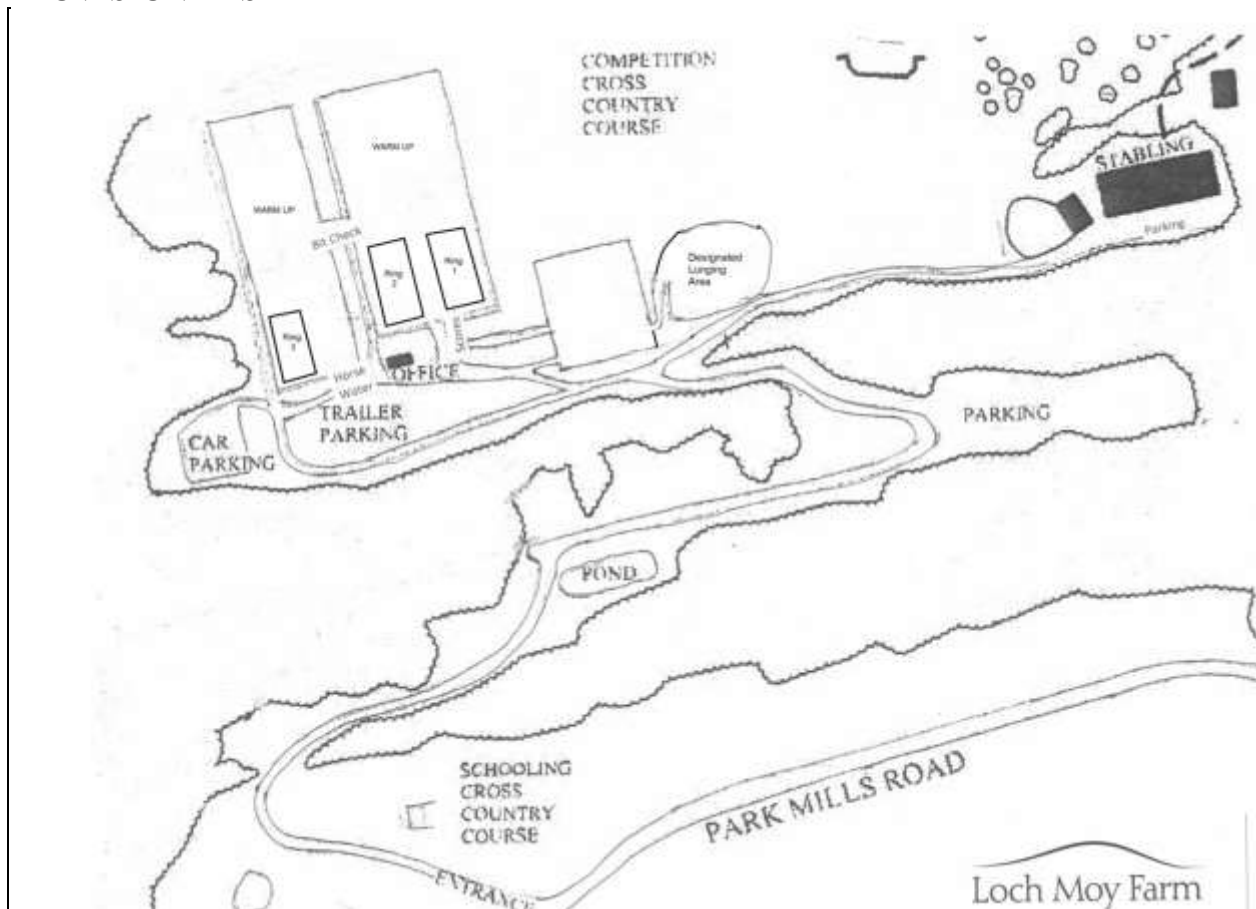 COMPETITION
CROSS
COUNTRY
COURSE
WARM UP
WARM UP
STABLING
Parking
Bit Check
Ring
1
Ring
2
Designated
Lunging
Area
Ring
Horse
Water
OFFICE
TRAILER
PARKING
CAR
PARKING
PARKING
POND
SCHOOLING
CROSS
COUNTRY
COURSE
PARK MILLS ROAD
ENTRANCE
Loch Moy Farm